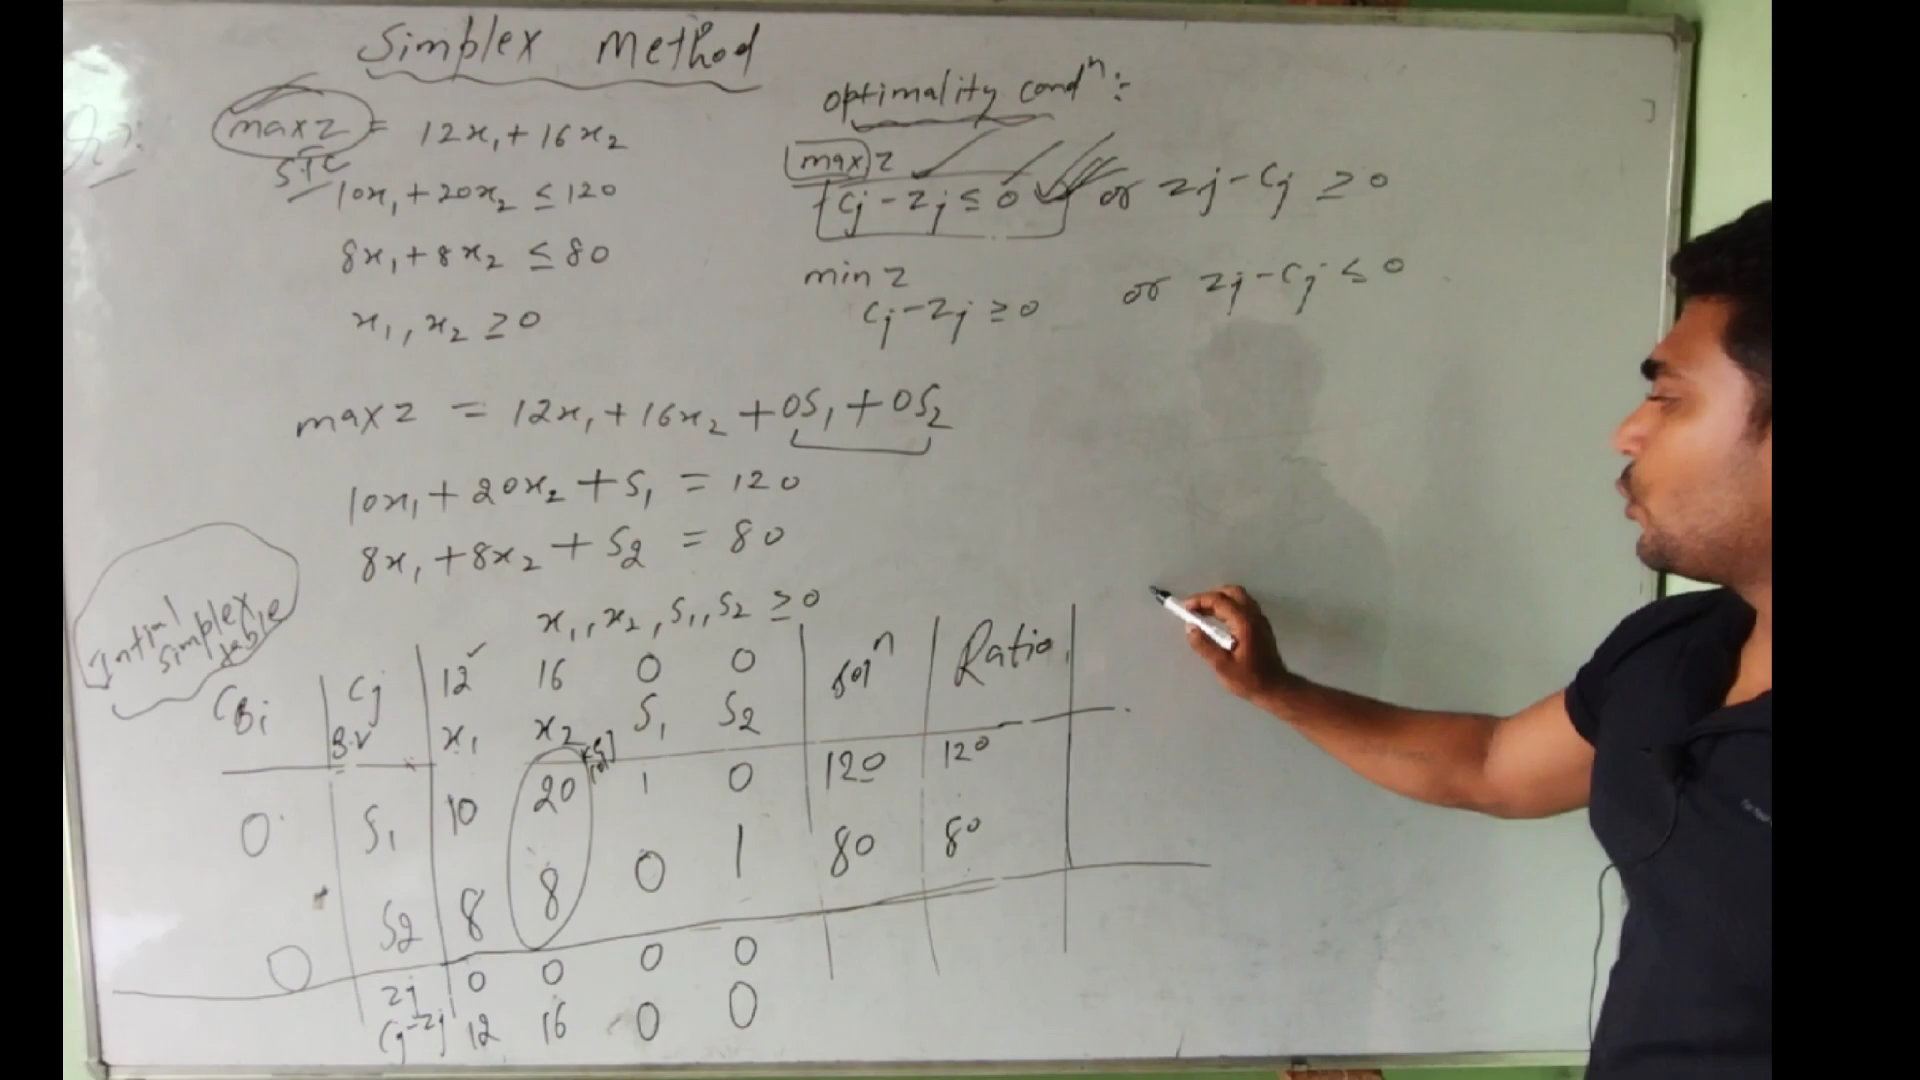 Simplex Method
max z = 12x₁ + 16x₂
STC
10x₁ + 20x₂ ≤ 120
8x₁ + 8x₂ ≤ 80
x₁, x₂ ≥ 0
optimality condⁿ :-
max z
Cj - Zj ≤ 0 or Zj - Cj ≥ 0
min z
Cj - Zj ≥ 0 or Zj - Cj ≤ 0
max z = 12x₁ + 16x₂ + 0S₁ + 0S₂
10x₁ + 20x₂ + S₁ = 120
8x₁ + 8x₂ + S₂ = 80
x₁, x₂, S₁, S₂ ≥ 0
Intial
simplex
table
CBi Cj 12 16 0 0 solⁿ Ratio
B.V x₁ x₂ S₁ S₂
0 S₁ 10 20 1 0 120 120
0 S₂ 8 8 0 1 80 80
Zj 0 0 0 0
Cj-Zj 12 16 0 0